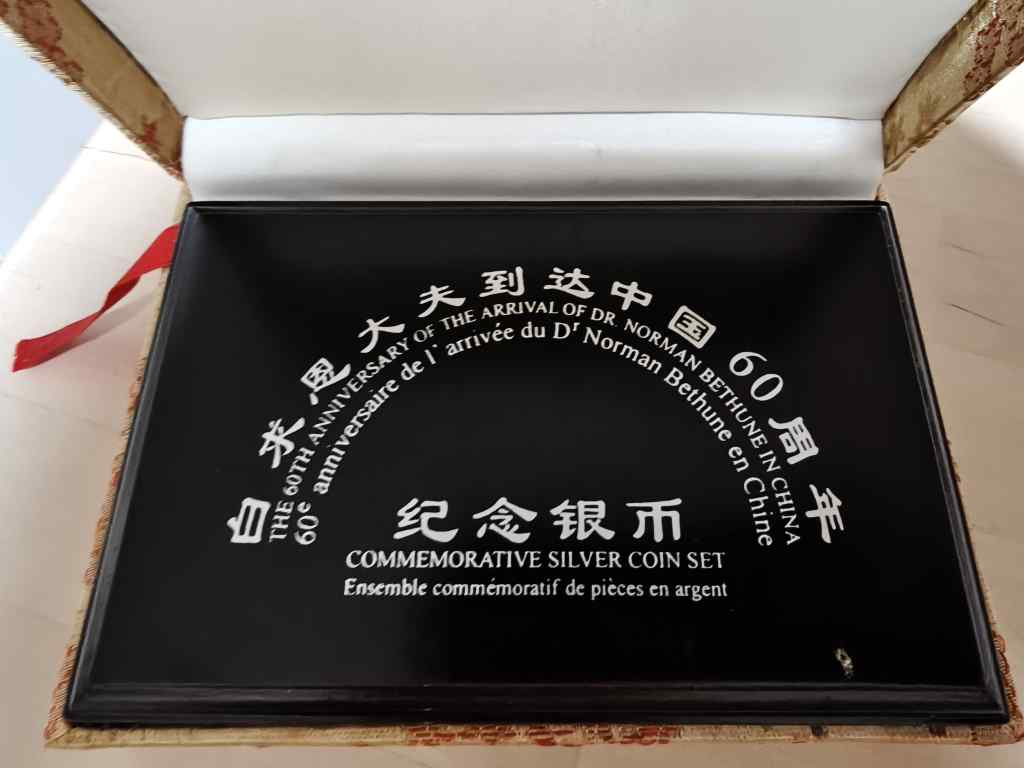 白求恩大夫到达中国60周年
THE 60TH ANNIVERSARY OF THE ARRIVAL OF DR. NORMAN BETHUNE IN CHINA
60e anniversaire de l'arrivée du Dr Norman Bethune en Chine
纪念银币
COMMEMORATIVE SILVER COIN SET
Ensemble commémoratif de pièces en argent